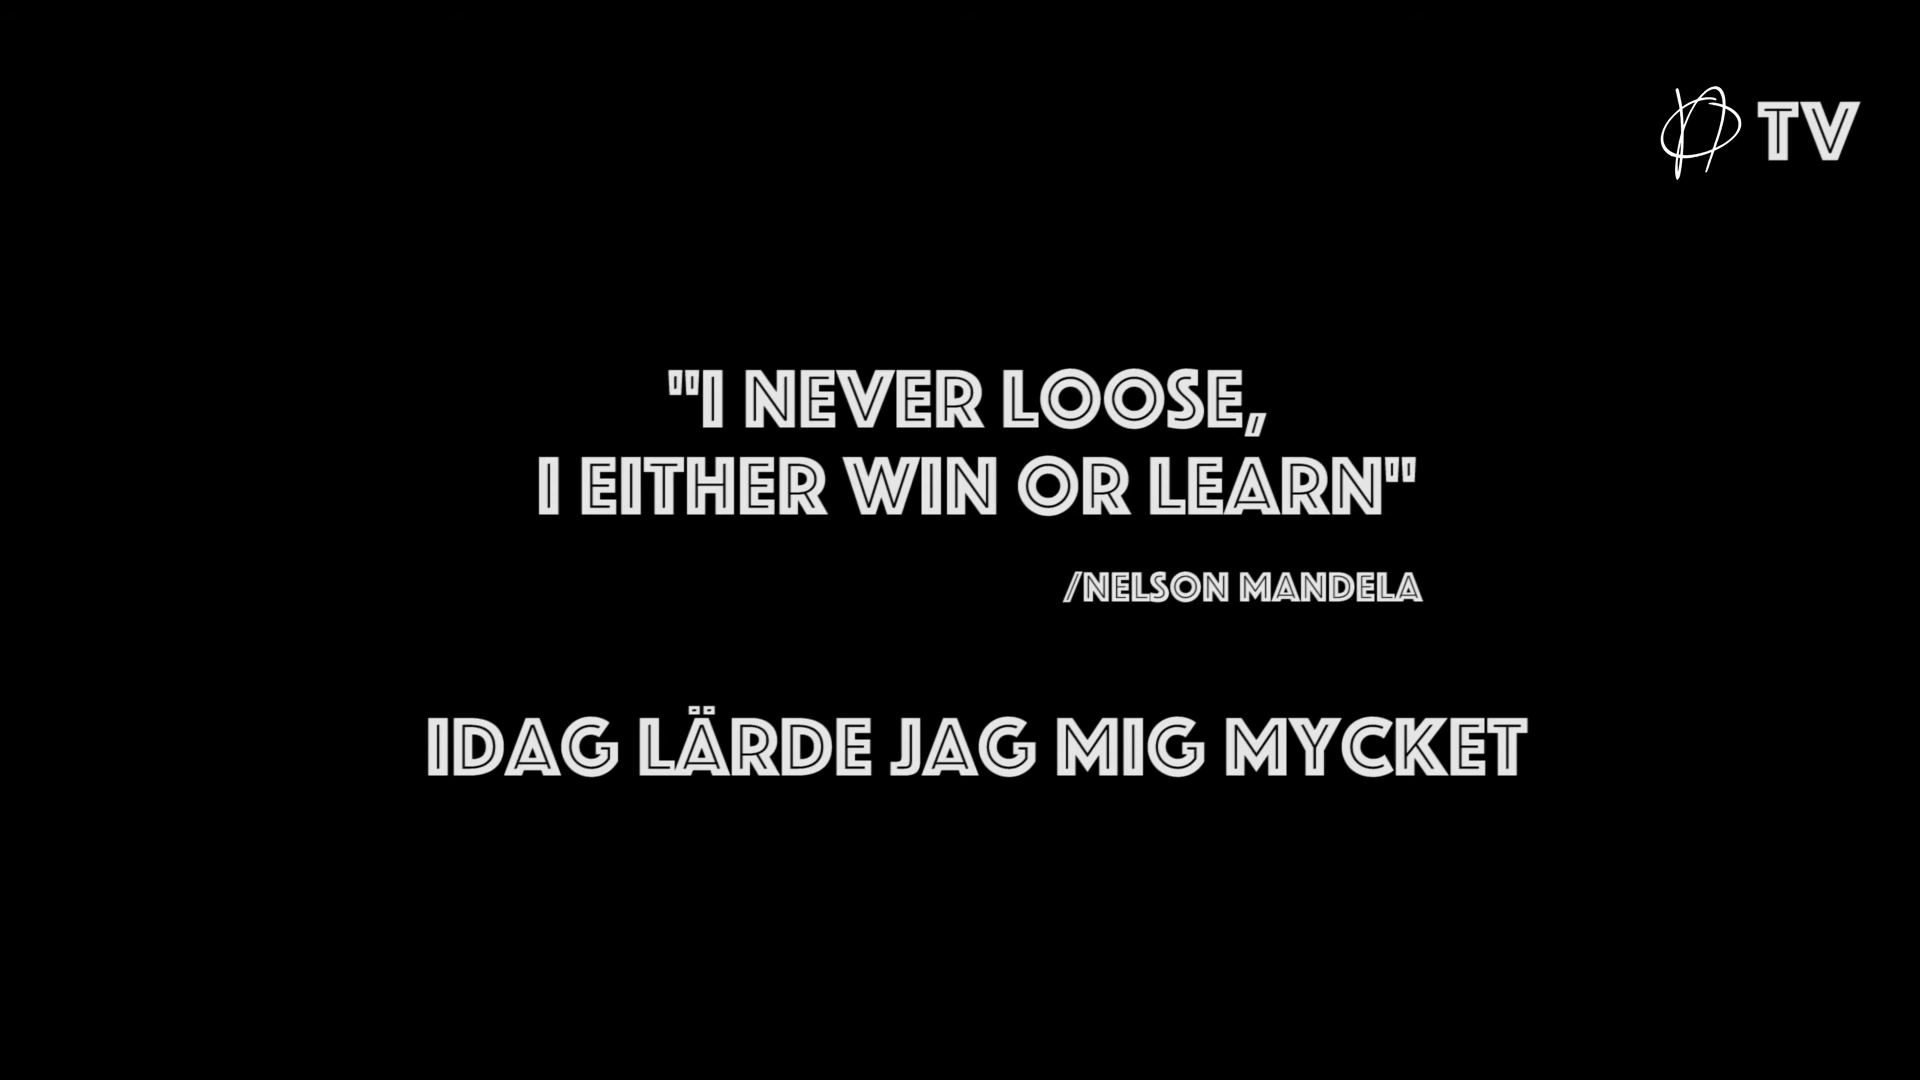 TV
"I NEVER LOOSE,
I EITHER WIN OR LEARN"
/NELSON MANDELA
IDAG LÄRDE JAG MIG MYCKET